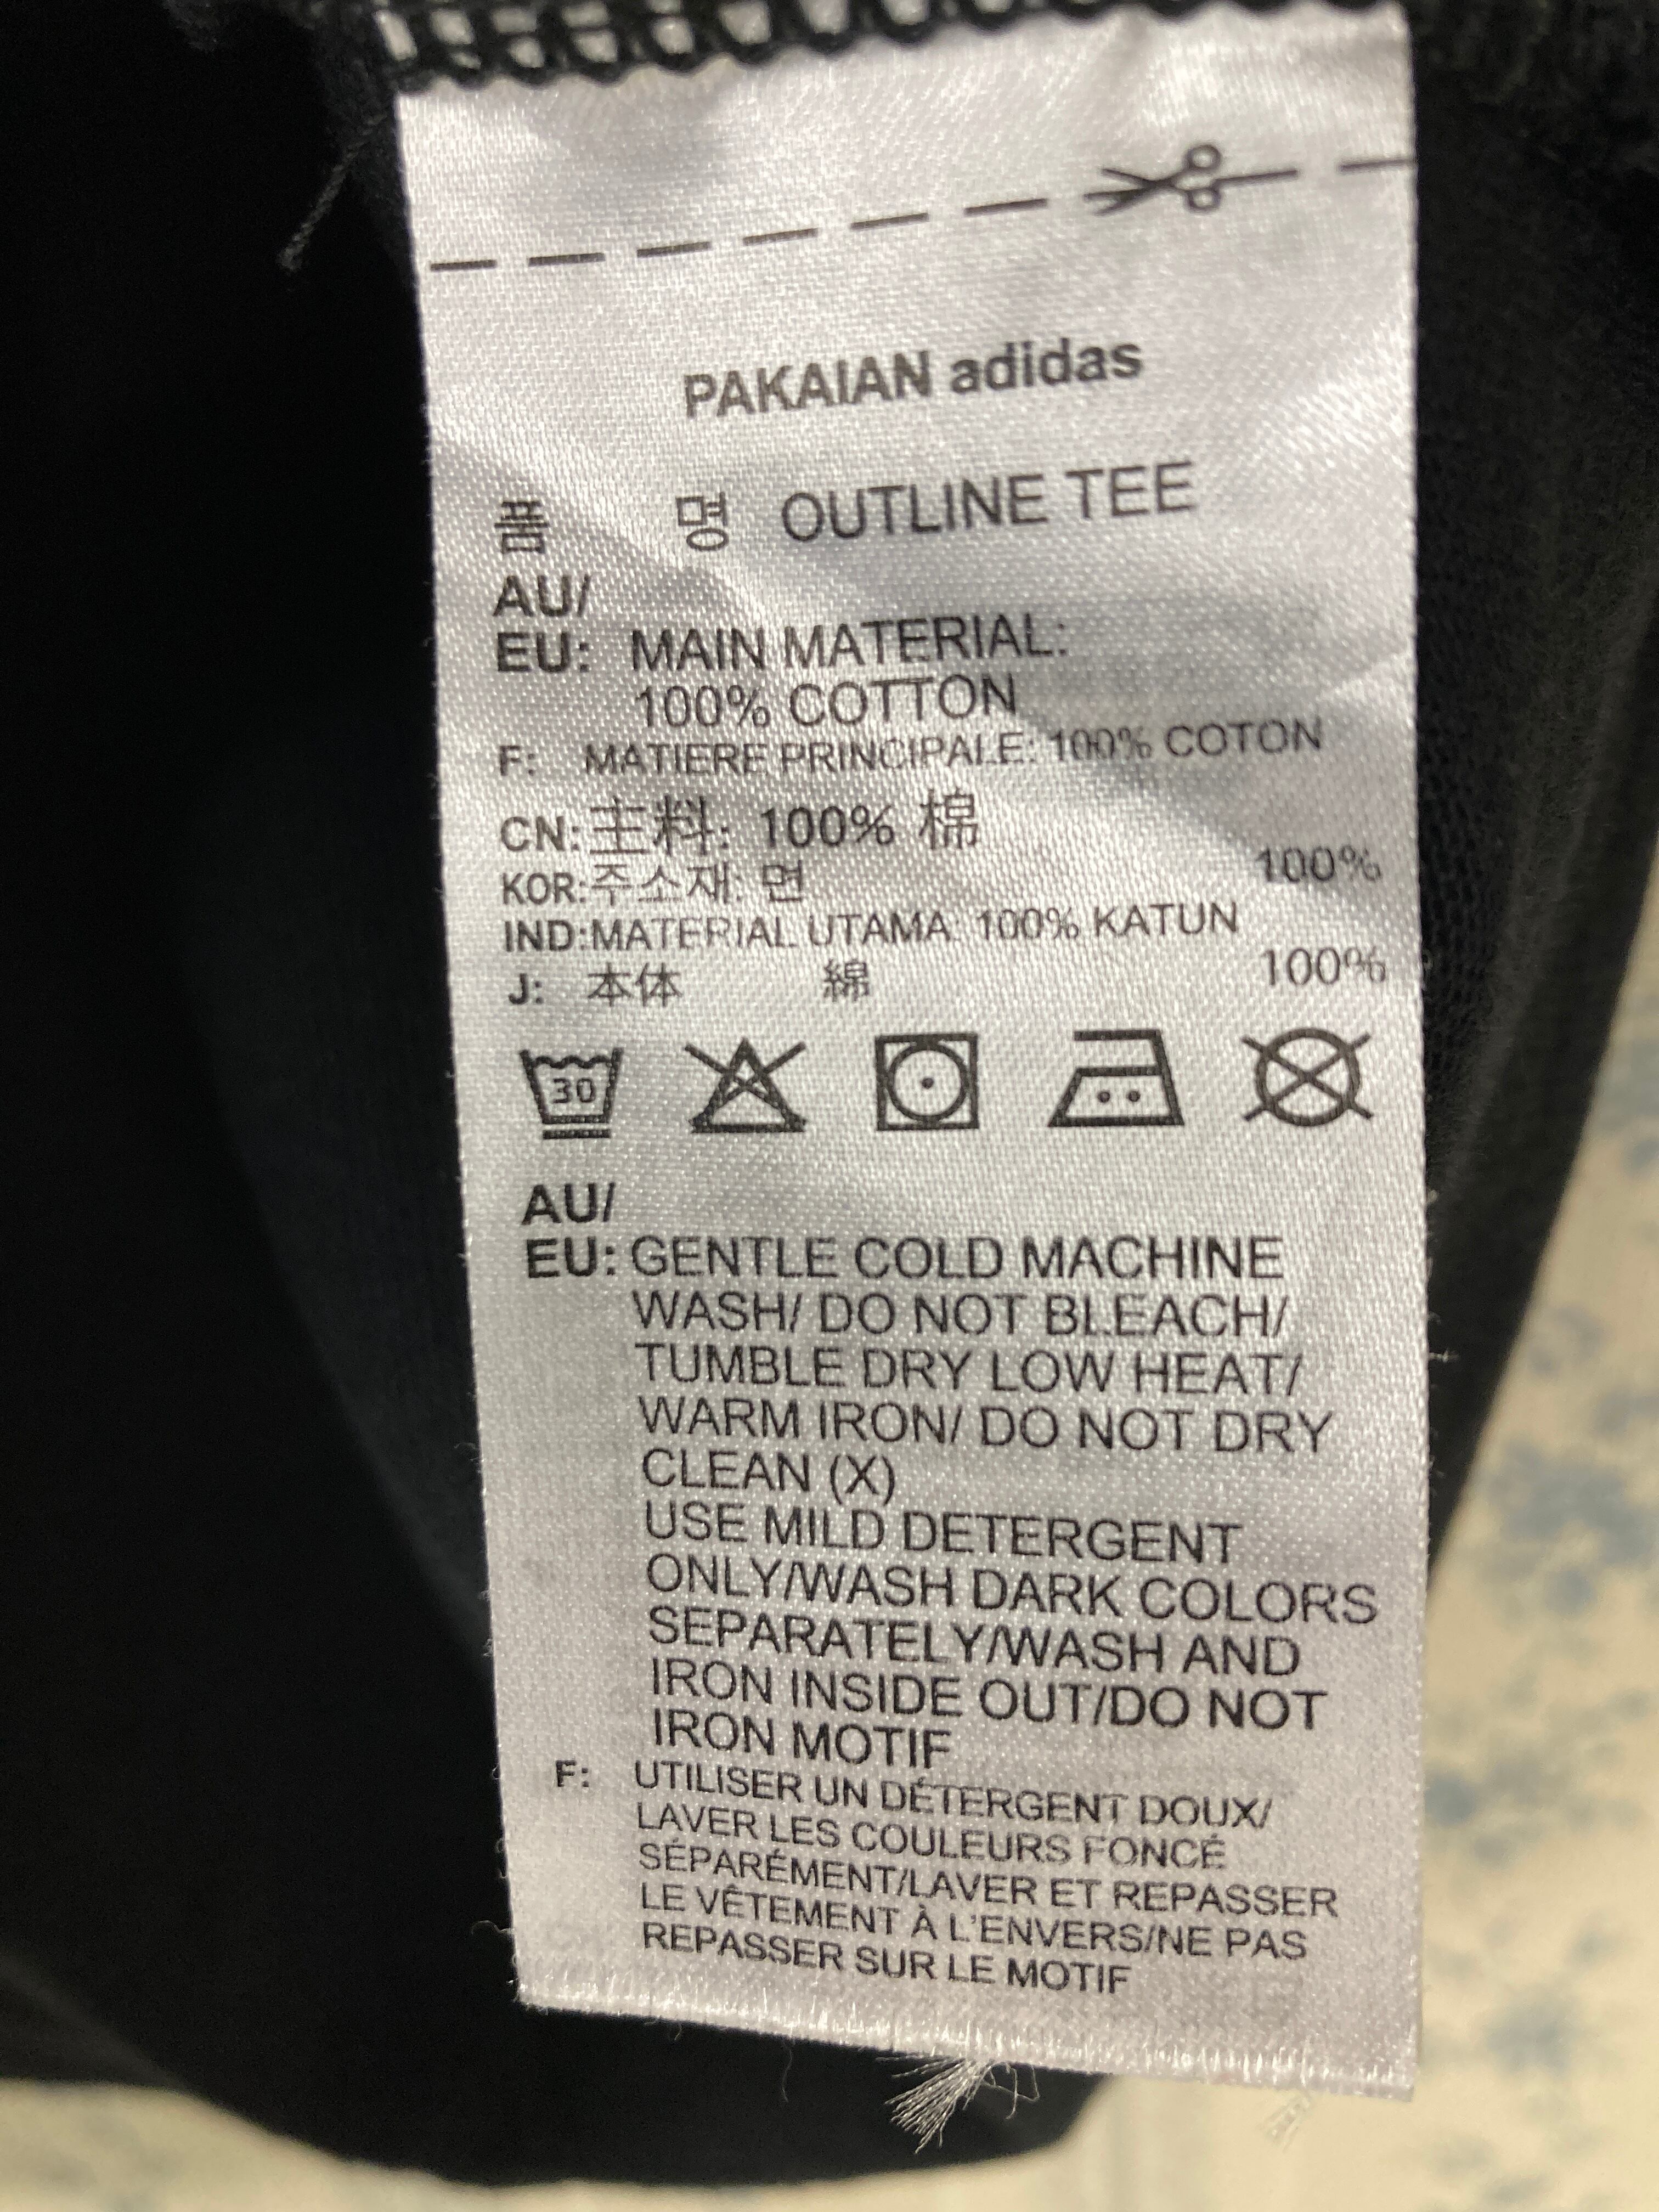 PAKAIAN adidas
품 명 OUTLINE TEE
AU/
EU: MAIN MATERIAL:
100% COTTON
F: MATIERE PRINCIPALE: 100% COTON
CN: 主料: 100% 棉
KOR: 주소재: 면 100%
IND: MATERIAL UTAMA: 100% KATUN
J: 本体 綿 100%
30
AU/
EU: GENTLE COLD MACHINE
WASH/ DO NOT BLEACH/
TUMBLE DRY LOW HEAT/
WARM IRON/ DO NOT DRY
CLEAN (X)
USE MILD DETERGENT
ONLY/WASH DARK COLORS
SEPARATELY/WASH AND
IRON INSIDE OUT/DO NOT
IRON MOTIF
F: UTILISER UN DÉTERGENT DOUX/
LAVER LES COULEURS FONCÉ
SÉPARÉMENT/LAVER ET REPASSER
LE VÊTEMENT À L'ENVERS/NE PAS
REPASSER SUR LE MOTIF